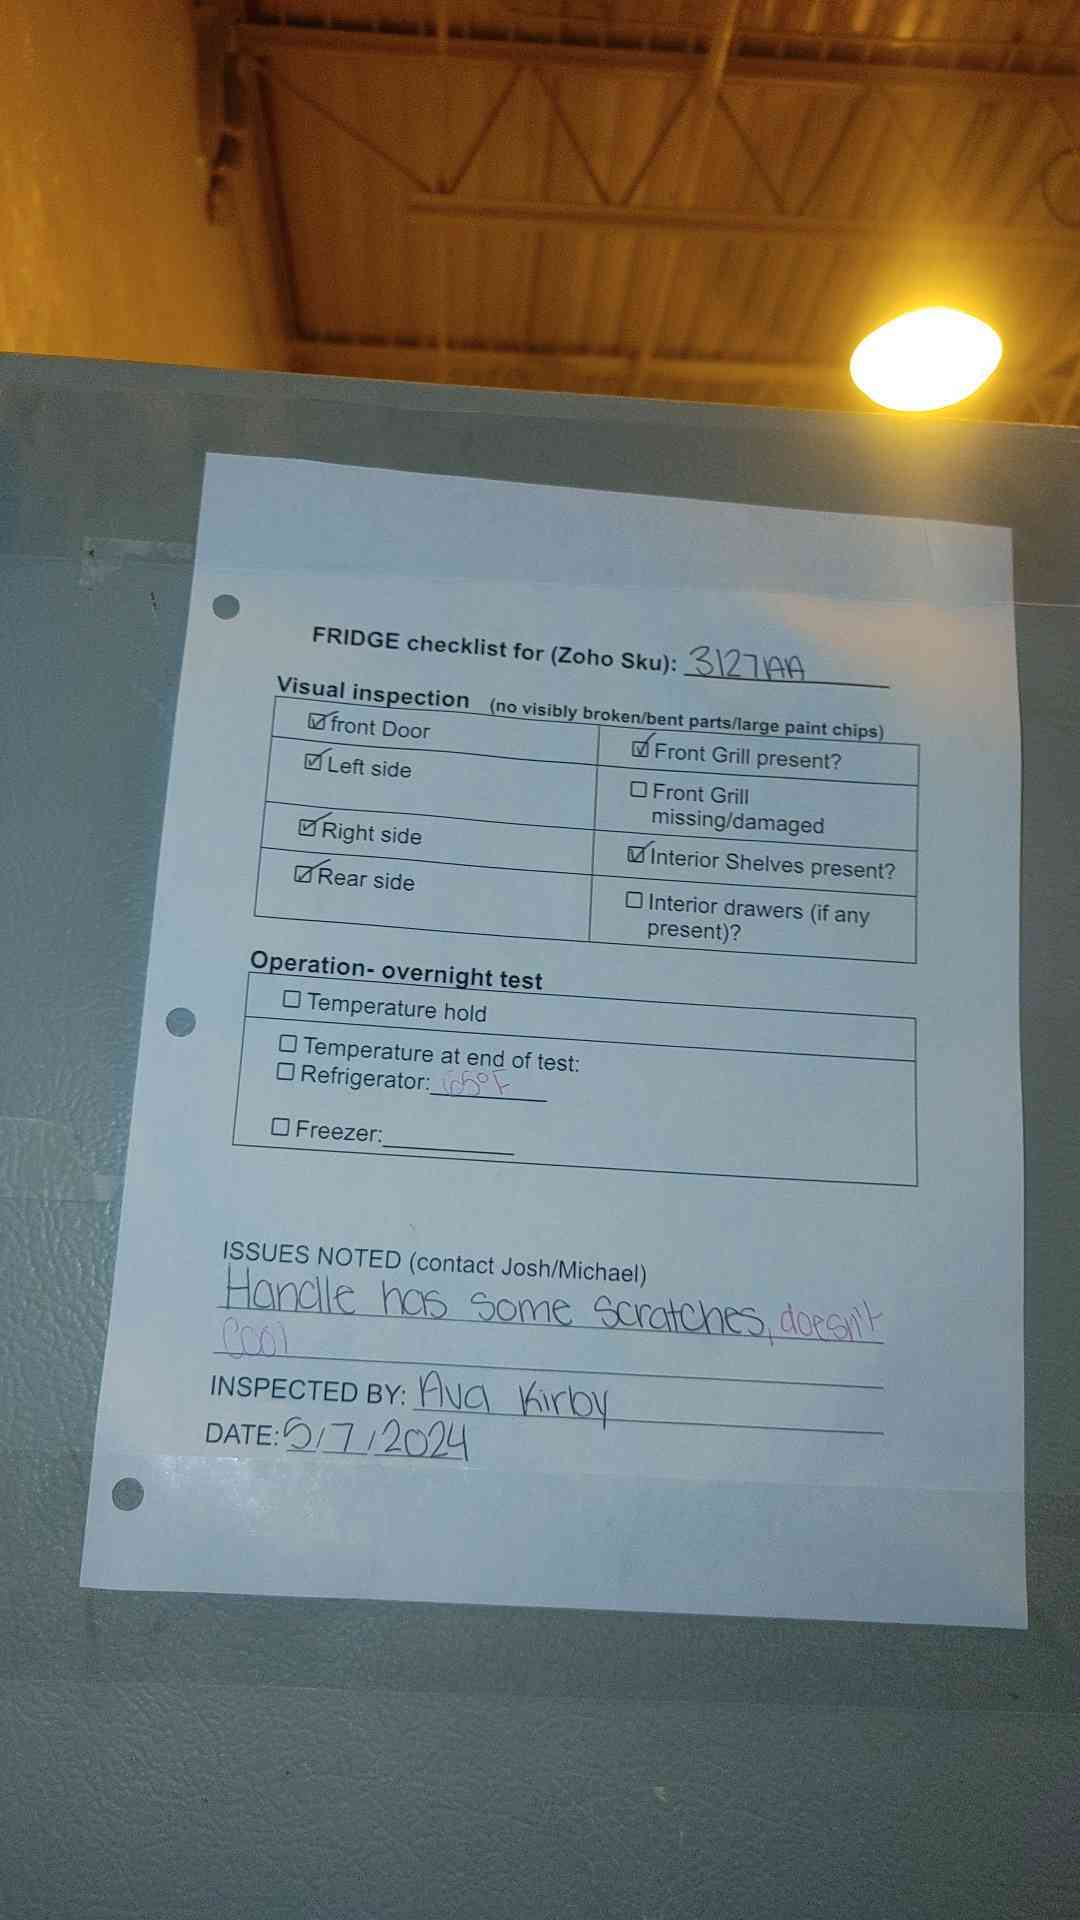 FRIDGE checklist for (Zoho Sku): 3127AA
Visual inspection (no visibly broken/bent parts/large paint chips)
☑ front Door
☑ Front Grill present?
☑ Left side
☐ Front Grill
missing/damaged
☑ Right side
☑ Interior Shelves present?
☑ Rear side
☐ Interior drawers (if any
present)?
Operation- overnight test
☐ Temperature hold
☐ Temperature at end of test:
☐ Refrigerator: 65°F
☐ Freezer:
ISSUES NOTED (contact Josh/Michael)
Handle has some scratches, doesn't
cool
INSPECTED BY: Ava Kirby
DATE: 5/7/2024